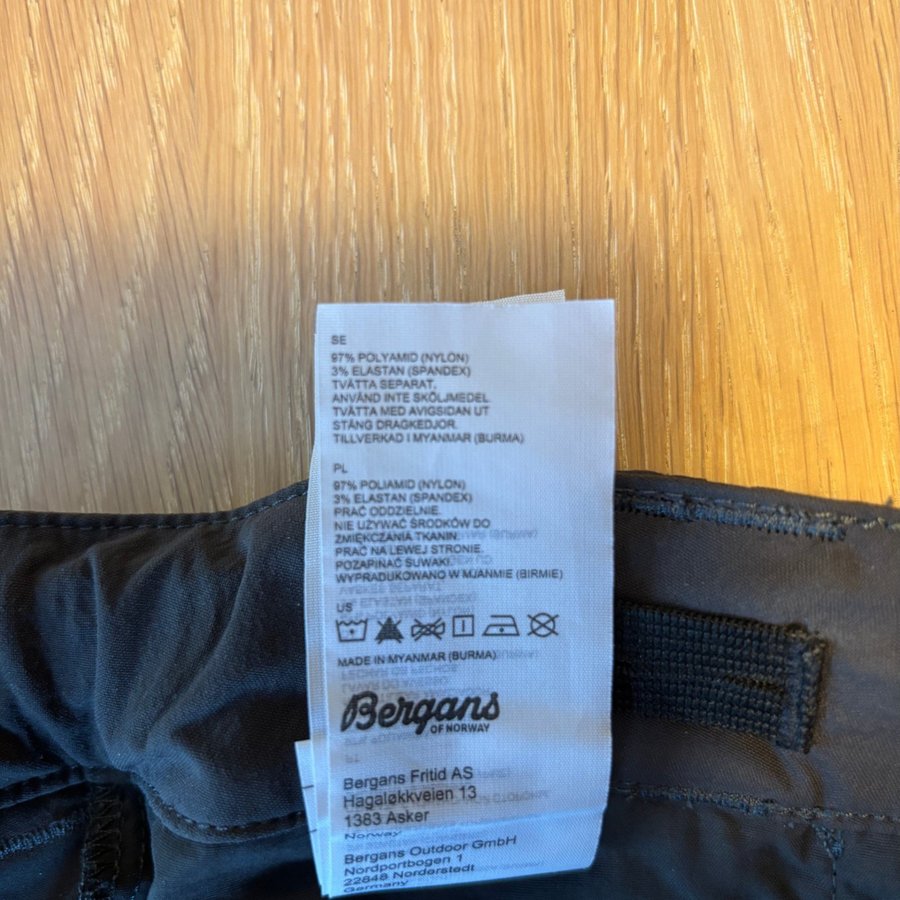 SE
97% POLYAMID (NYLON)
3% ELASTAN (SPANDEX)
TVÄTTA SEPARAT.
ANVÄND INTE SKÖLJMEDEL.
TVÄTTA MED AVIGSIDAN UT
STÄNG DRAGKEDJOR.
TILLVERKAD I MYANMAR (BURMA)
PL
97% POLIAMID (NYLON)
3% ELASTAN (SPANDEX)
PRAĆ ODDZIELNIE.
NIE UŻYWAĆ ŚRODKÓW DO
ZMIĘKCZANIA TKANIN.
PRAĆ NA LEWEJ STRONIE.
POZAPINAĆ SUWAKI.
WYPRADUKOWANO W MJANMIE (BIRMIE)
US
MADE IN MYANMAR (BURMA)
Bergans
OF NORWAY
Bergans Fritid AS
Hagaløkkveien 13
1383 Asker
Norway
Bergans Outdoor GmbH
Nordportbogen 1
22848 Norderstedt
Germany